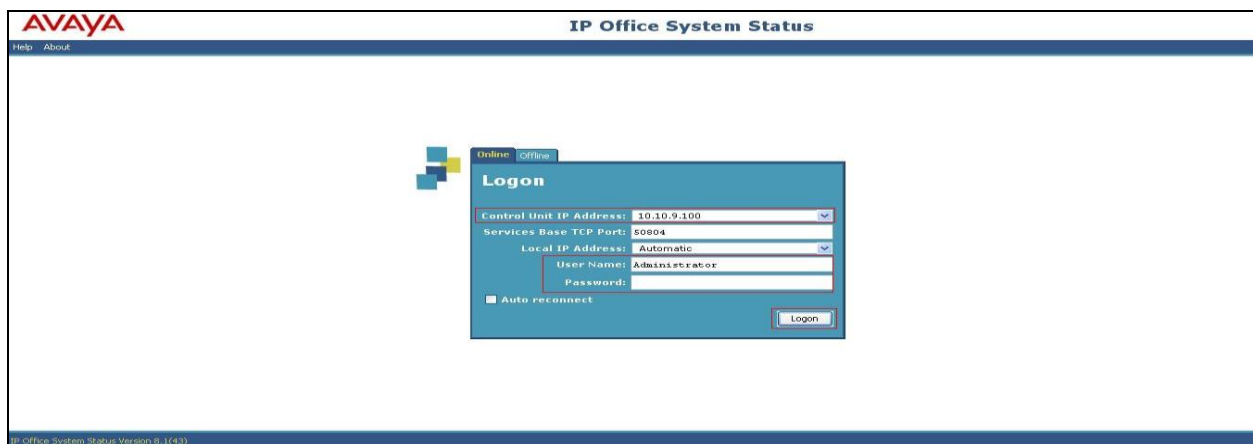 AVAYA
IP Office System Status
Help About
Online Offline
Logon
Control Unit IP Address: 10.10.9.100
Services Base TCP Port: 50804
Local IP Address: Automatic
User Name: Administrator
Password:
Auto reconnect
Logon
IP Office System Status Version 8.1(43)